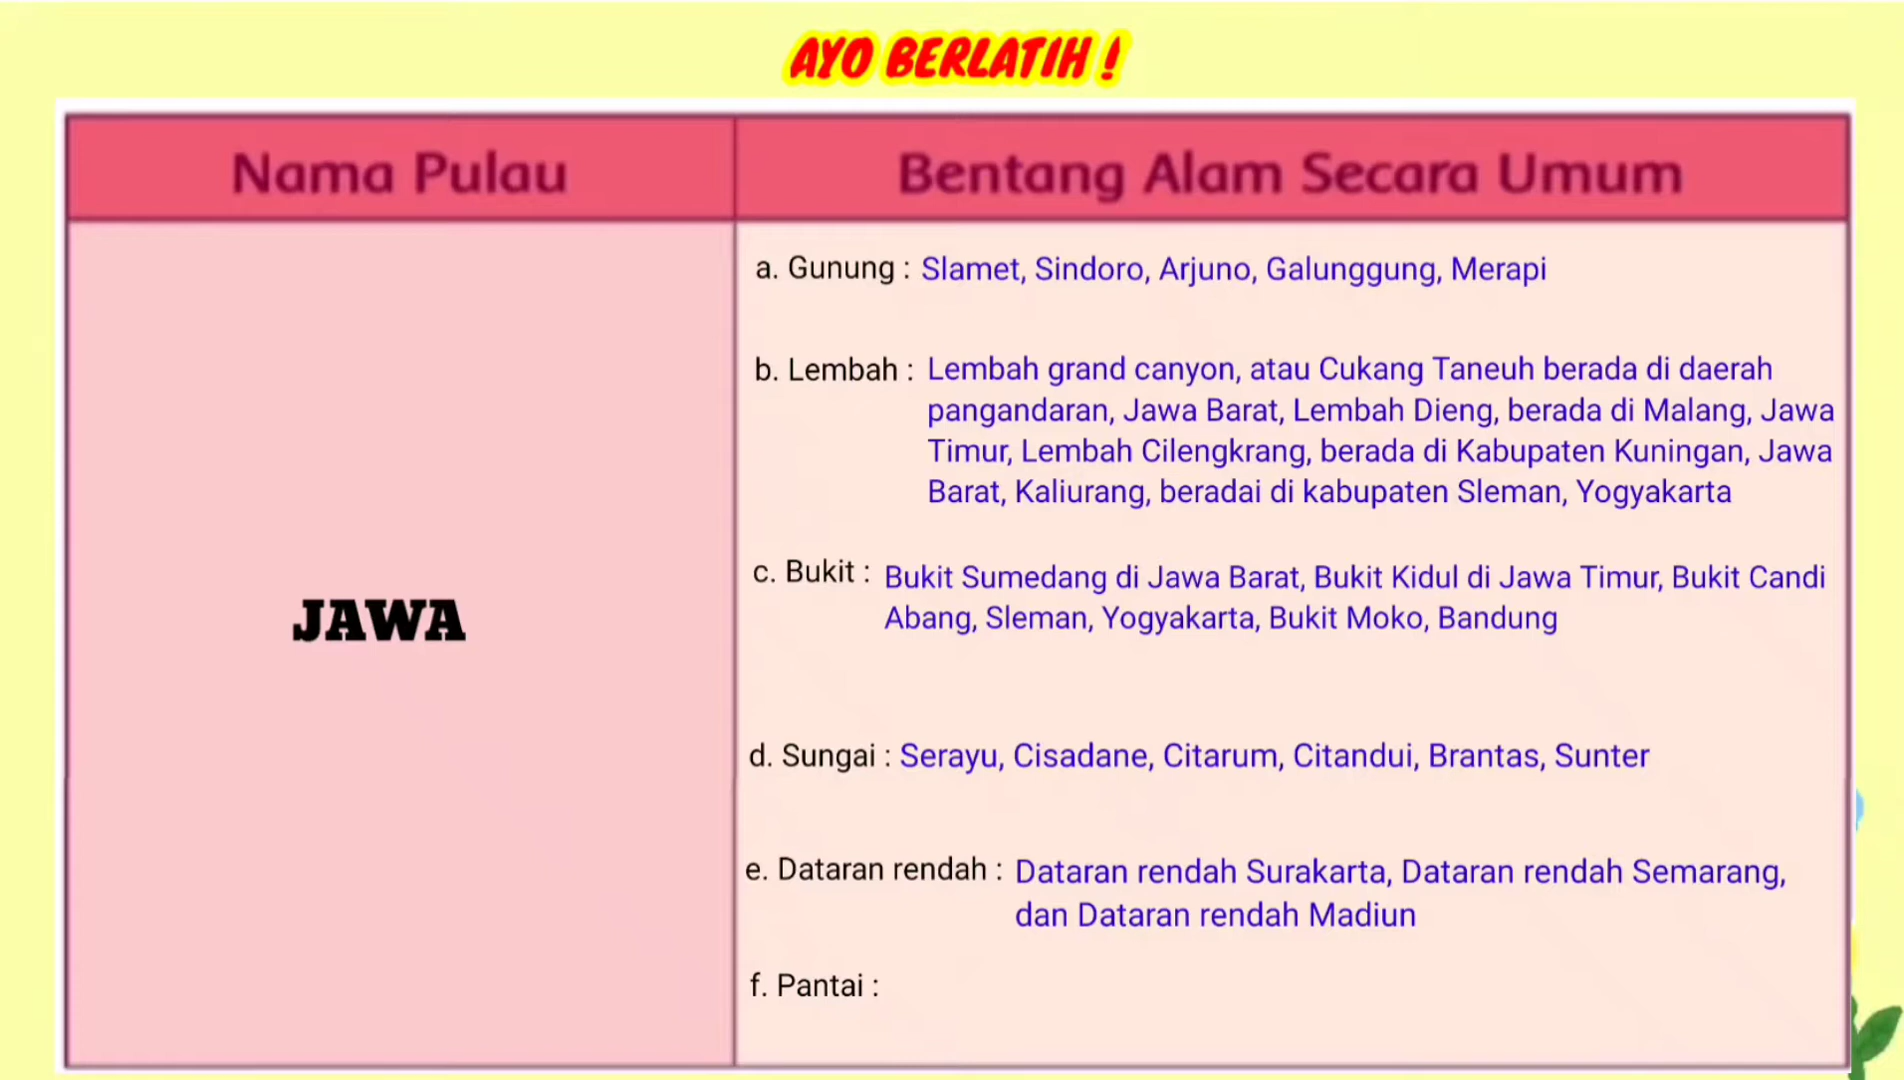 AYO BERLATIH !
Nama Pulau
Bentang Alam Secara Umum
JAWA
a. Gunung : Slamet, Sindoro, Arjuno, Galunggung, Merapi
b. Lembah : Lembah grand canyon, atau Cukang Taneuh berada di daerah
pangandaran, Jawa Barat, Lembah Dieng, berada di Malang, Jawa
Timur, Lembah Cilengkrang, berada di Kabupaten Kuningan, Jawa
Barat, Kaliurang, beradai di kabupaten Sleman, Yogyakarta
c. Bukit : Bukit Sumedang di Jawa Barat, Bukit Kidul di Jawa Timur, Bukit Candi
Abang, Sleman, Yogyakarta, Bukit Moko, Bandung
d. Sungai : Serayu, Cisadane, Citarum, Citandui, Brantas, Sunter
e. Dataran rendah : Dataran rendah Surakarta, Dataran rendah Semarang,
dan Dataran rendah Madiun
f. Pantai :